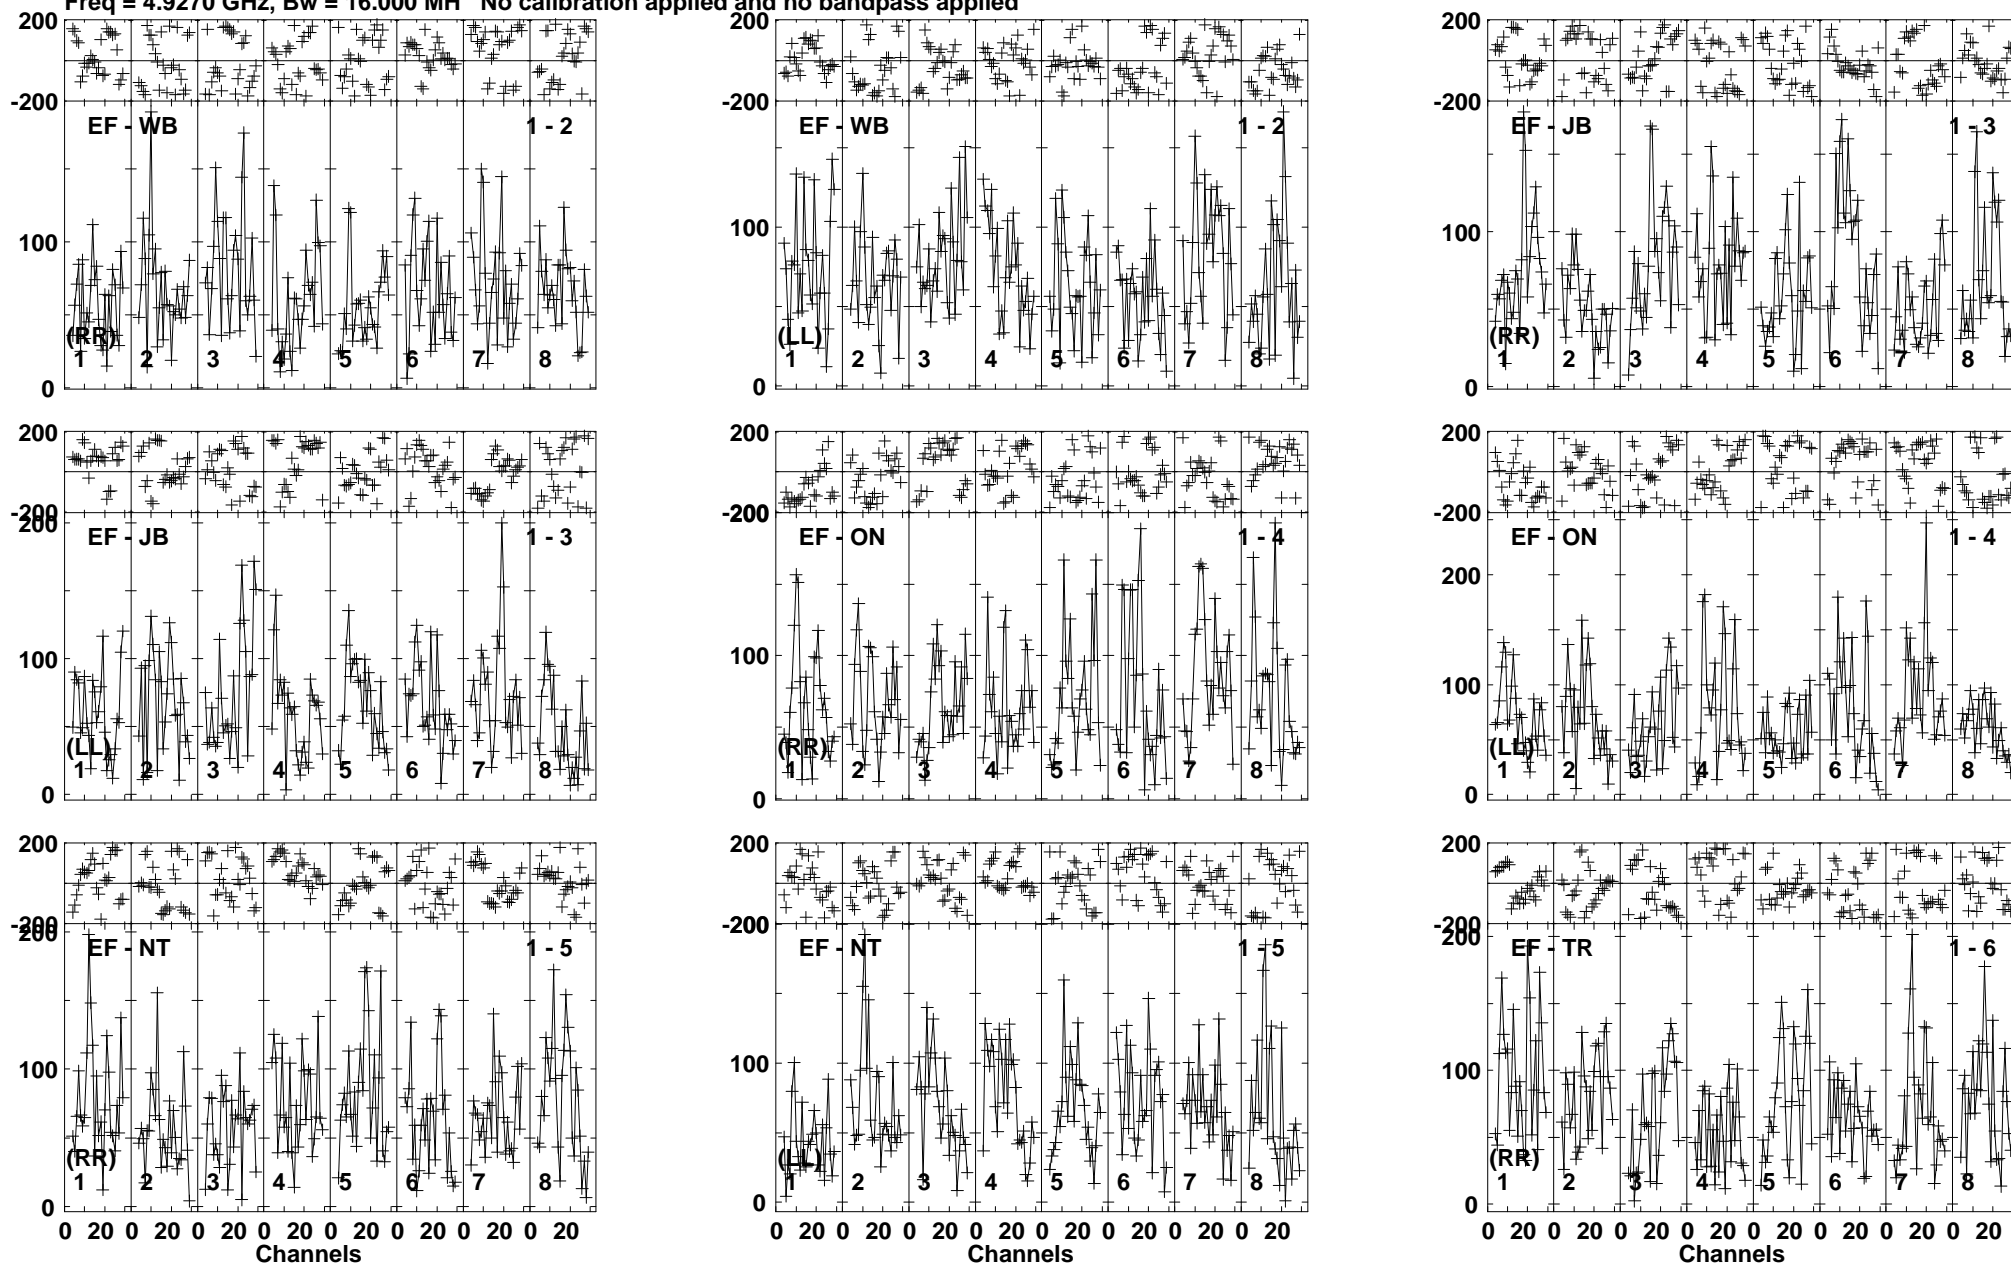 Freq = 4.9270 GHz, Bw = 16.000 MH No calibration applied and no bandpass applied
200 200 200
-200 -200 -200
EF - WB 1 - 2 EF - WB 1 - 2 EF - JB 1 - 3
100 100 100
(RR) (LL) (RR)
1 2 3 4 5 6 7 8 1 2 3 4 5 6 7 8 1 2 3 4 5 6 7 8
0 0 0
200 200 200
-200 -200 -200
200 200
EF - JB 1 - 3 EF - ON 1 - 4 EF - ON 1 - 4
200
100 100 100
(LL) (RR) (LL)
1 2 3 4 5 6 7 8 1 2 3 4 5 6 7 8 1 2 3 4 5 6 7 8
0 0 0
200 200 200
-200 -200 -200
200 200 200
EF - NT 1 - 5 EF - NT 1 - 5 EF - TR 1 - 6
100 100 100
(RR) (LL) (RR)
1 2 3 4 5 6 7 8 1 2 3 4 5 6 7 8 1 2 3 4 5 6 7 8
0 0 0
0 20 0 20 0 20 0 20 0 20 0 20 0 20 0 20 0 20 0 20 0 20 0 20 0 20 0 20 0 20 0 20 0 20 0 20 0 20 0 20 0 20 0 20 0 20 0 20
Channels Channels Channels